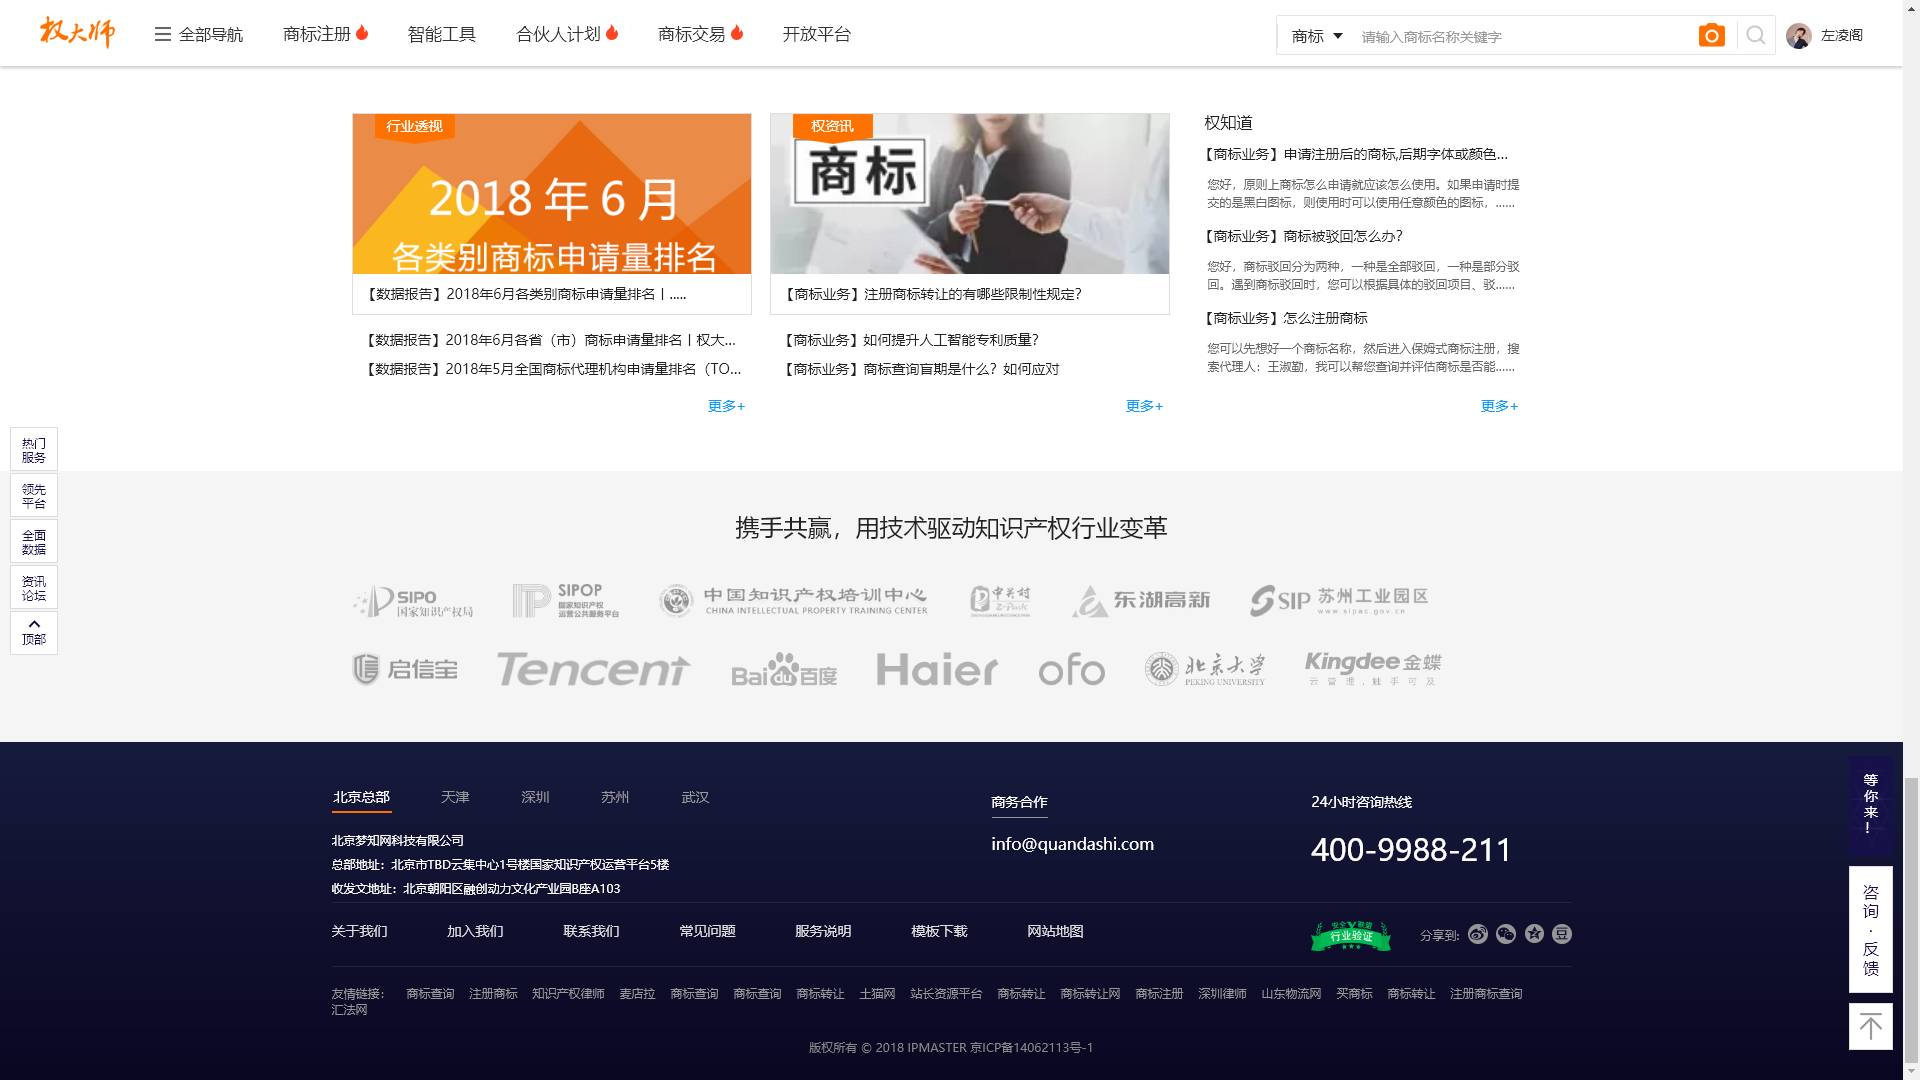 权大师
全部导航
商标注册
智能工具
合伙人计划
商标交易
开放平台
商标
请输入商标名称关键字
左凌阁
行业透视
2018 年 6 月
各类别商标申请量排名
【数据报告】2018年6月各类别商标申请量排名丨.....
【数据报告】2018年6月各省（市）商标申请量排名丨权大...
【数据报告】2018年5月全国商标代理机构申请量排名（TO...
更多+
权资讯
商标
【商标业务】注册商标转让的有哪些限制性规定？
【商标业务】如何提升人工智能专利质量？
【商标业务】商标查询盲期是什么？如何应对
更多+
权知道
【商标业务】申请注册后的商标,后期字体或颜色...
您好，原则上商标怎么申请就应该怎么使用。如果申请时提
交的是黑白图标，则使用时可以使用任意颜色的图标，......
【商标业务】商标被驳回怎么办?
您好，商标驳回分为两种，一种是全部驳回，一种是部分驳
回。遇到商标驳回时，您可以根据具体的驳回项目、驳......
【商标业务】怎么注册商标
您可以先想好一个商标名称，然后进入保姆式商标注册，搜
索代理人：王淑勤，我可以帮您查询并评估商标是否能......
更多+
热门
服务
领先
平台
全面
数据
资讯
论坛
顶部
携手共赢，用技术驱动知识产权行业变革
SIPO
国家知识产权局
SIPOP
国家知识产权
运营公共服务平台
中国知识产权培训中心
CHINA INTELLECTUAL PROPERTY TRAINING CENTER
中关村
Z-Park
东湖高新
SIP 苏州工业园区
www.sipac.gov.cn
启信宝
Tencent
Bai du 百度
Haier
ofo
北京大学
PEKING UNIVERSITY
Kingdee 金蝶
云 管 理 , 触 手 可 及
北京总部
天津
深圳
苏州
武汉
北京梦知网科技有限公司
总部地址：北京市TBD云集中心1号楼国家知识产权运营平台5楼
收发文地址：北京朝阳区融创动力文化产业园B座A103
商务合作
info@quandashi.com
24小时咨询热线
400-9988-211
关于我们
加入我们
联系我们
常见问题
服务说明
模板下载
网站地图
安全 V 联盟
行业验证
分享到:
豆
友情链接：
商标查询 注册商标 知识产权律师 麦店拉 商标查询 商标查询 商标转让 土猫网 站长资源平台 商标转让 商标转让网 商标注册 深圳律师 山东物流网 买商标 商标转让 注册商标查询
汇法网
版权所有 © 2018 IPMASTER 京ICP备14062113号-1
等你来！
咨询·反馈